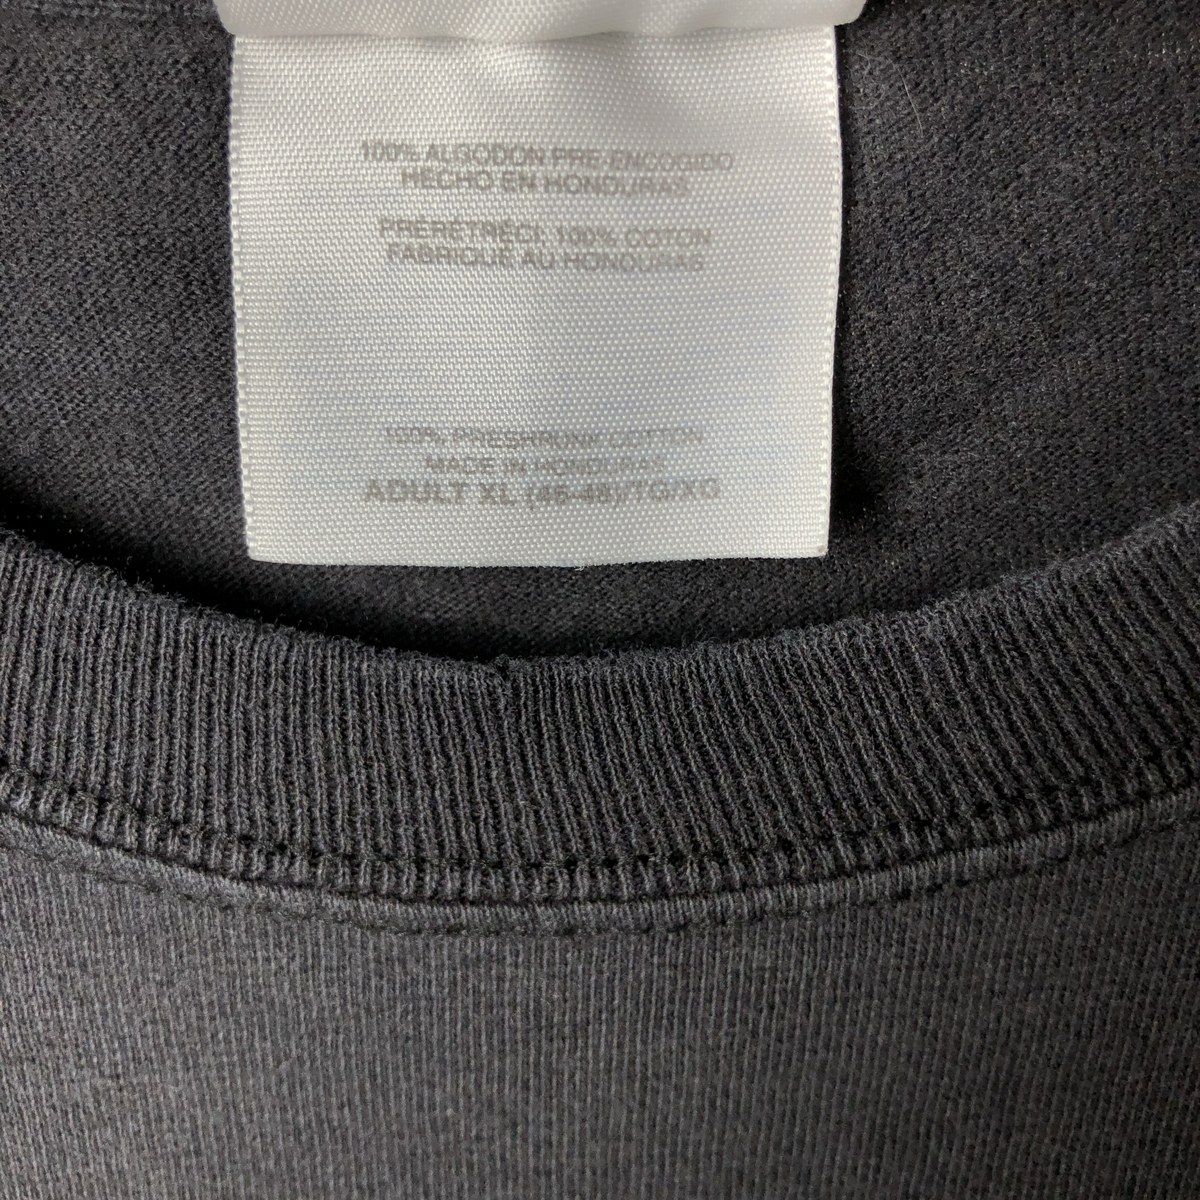 100% ALGODON PRE-ENCOGIDO
HECHO EN HONDURAS
PRÉRETRÉCI, 100% COTON
FABRIQUÉ AU HONDURAS
100% PRESHRUNK COTTON
MADE IN HONDURAS
ADULT XL (46-48)/TG/XG